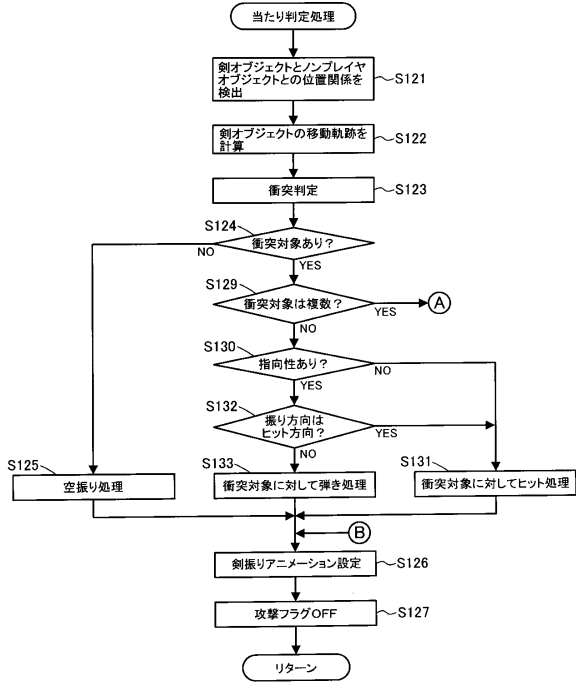 当たり判定処理
剣オブジェクトとノンプレイヤ
オブジェクトとの位置関係を
検出
S121
剣オブジェクトの移動軌跡を
計算
S122
衝突判定
S123
S124
衝突対象あり？
NO
YES
S129
衝突対象は複数？
YES
A
NO
S130
指向性あり？
NO
YES
S132
振り方向は
ヒット方向？
YES
NO
S125
空振り処理
S133
衝突対象に対して弾き処理
S131
衝突対象に対してヒット処理
B
剣振りアニメーション設定
S126
攻撃フラグOFF
S127
リターン